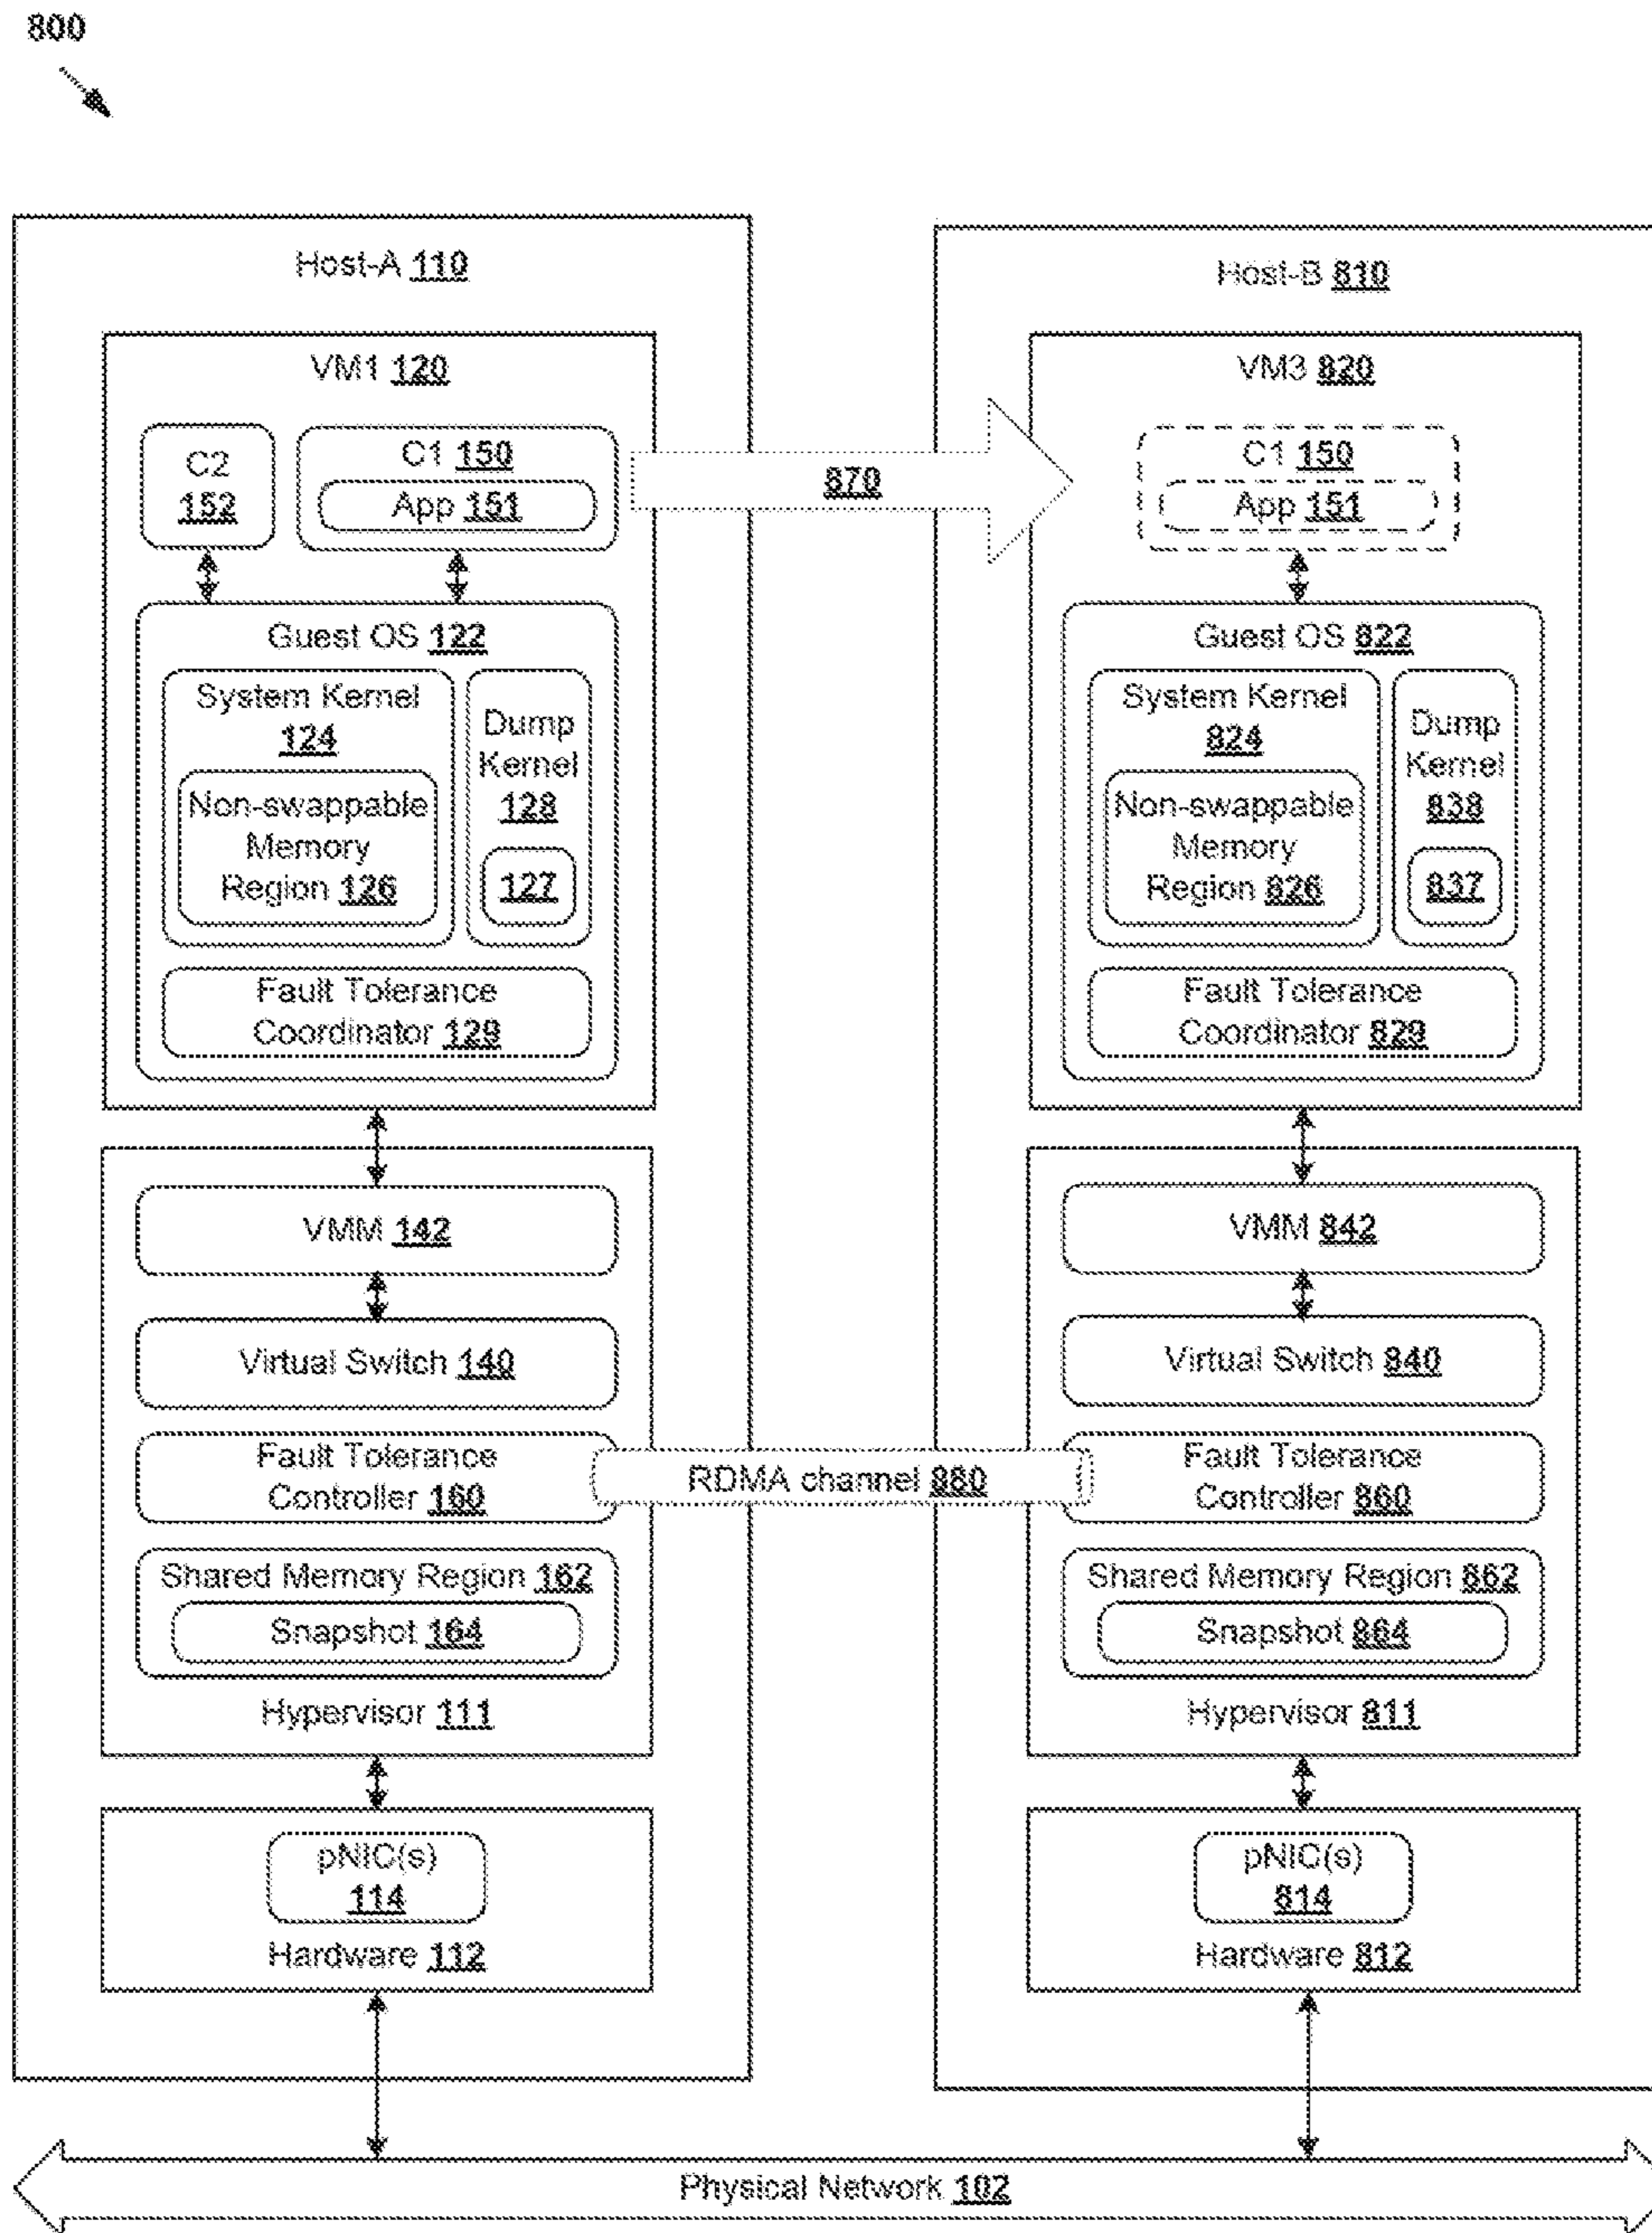 800
Host-A 110
VM1 120
C2
152
C1 150
App 151
Guest OS 122
System Kernel
124
Non-swappable
Memory
Region 126
Dump
Kernel
128
127
Fault Tolerance
Coordinator 129
VMM 142
Virtual Switch 140
Fault Tolerance
Controller 160
Shared Memory Region 162
Snapshot 164
Hypervisor 111
pNIC(s)
114
Hardware 112
870
RDMA channel 880
Host-B 810
VM3 820
C1 150
App 151
Guest OS 822
System Kernel
824
Non-swappable
Memory
Region 826
Dump
Kernel
838
837
Fault Tolerance
Coordinator 829
VMM 842
Virtual Switch 840
Fault Tolerance
Controller 860
Shared Memory Region 862
Snapshot 864
Hypervisor 811
pNIC(s)
814
Hardware 812
Physical Network 102